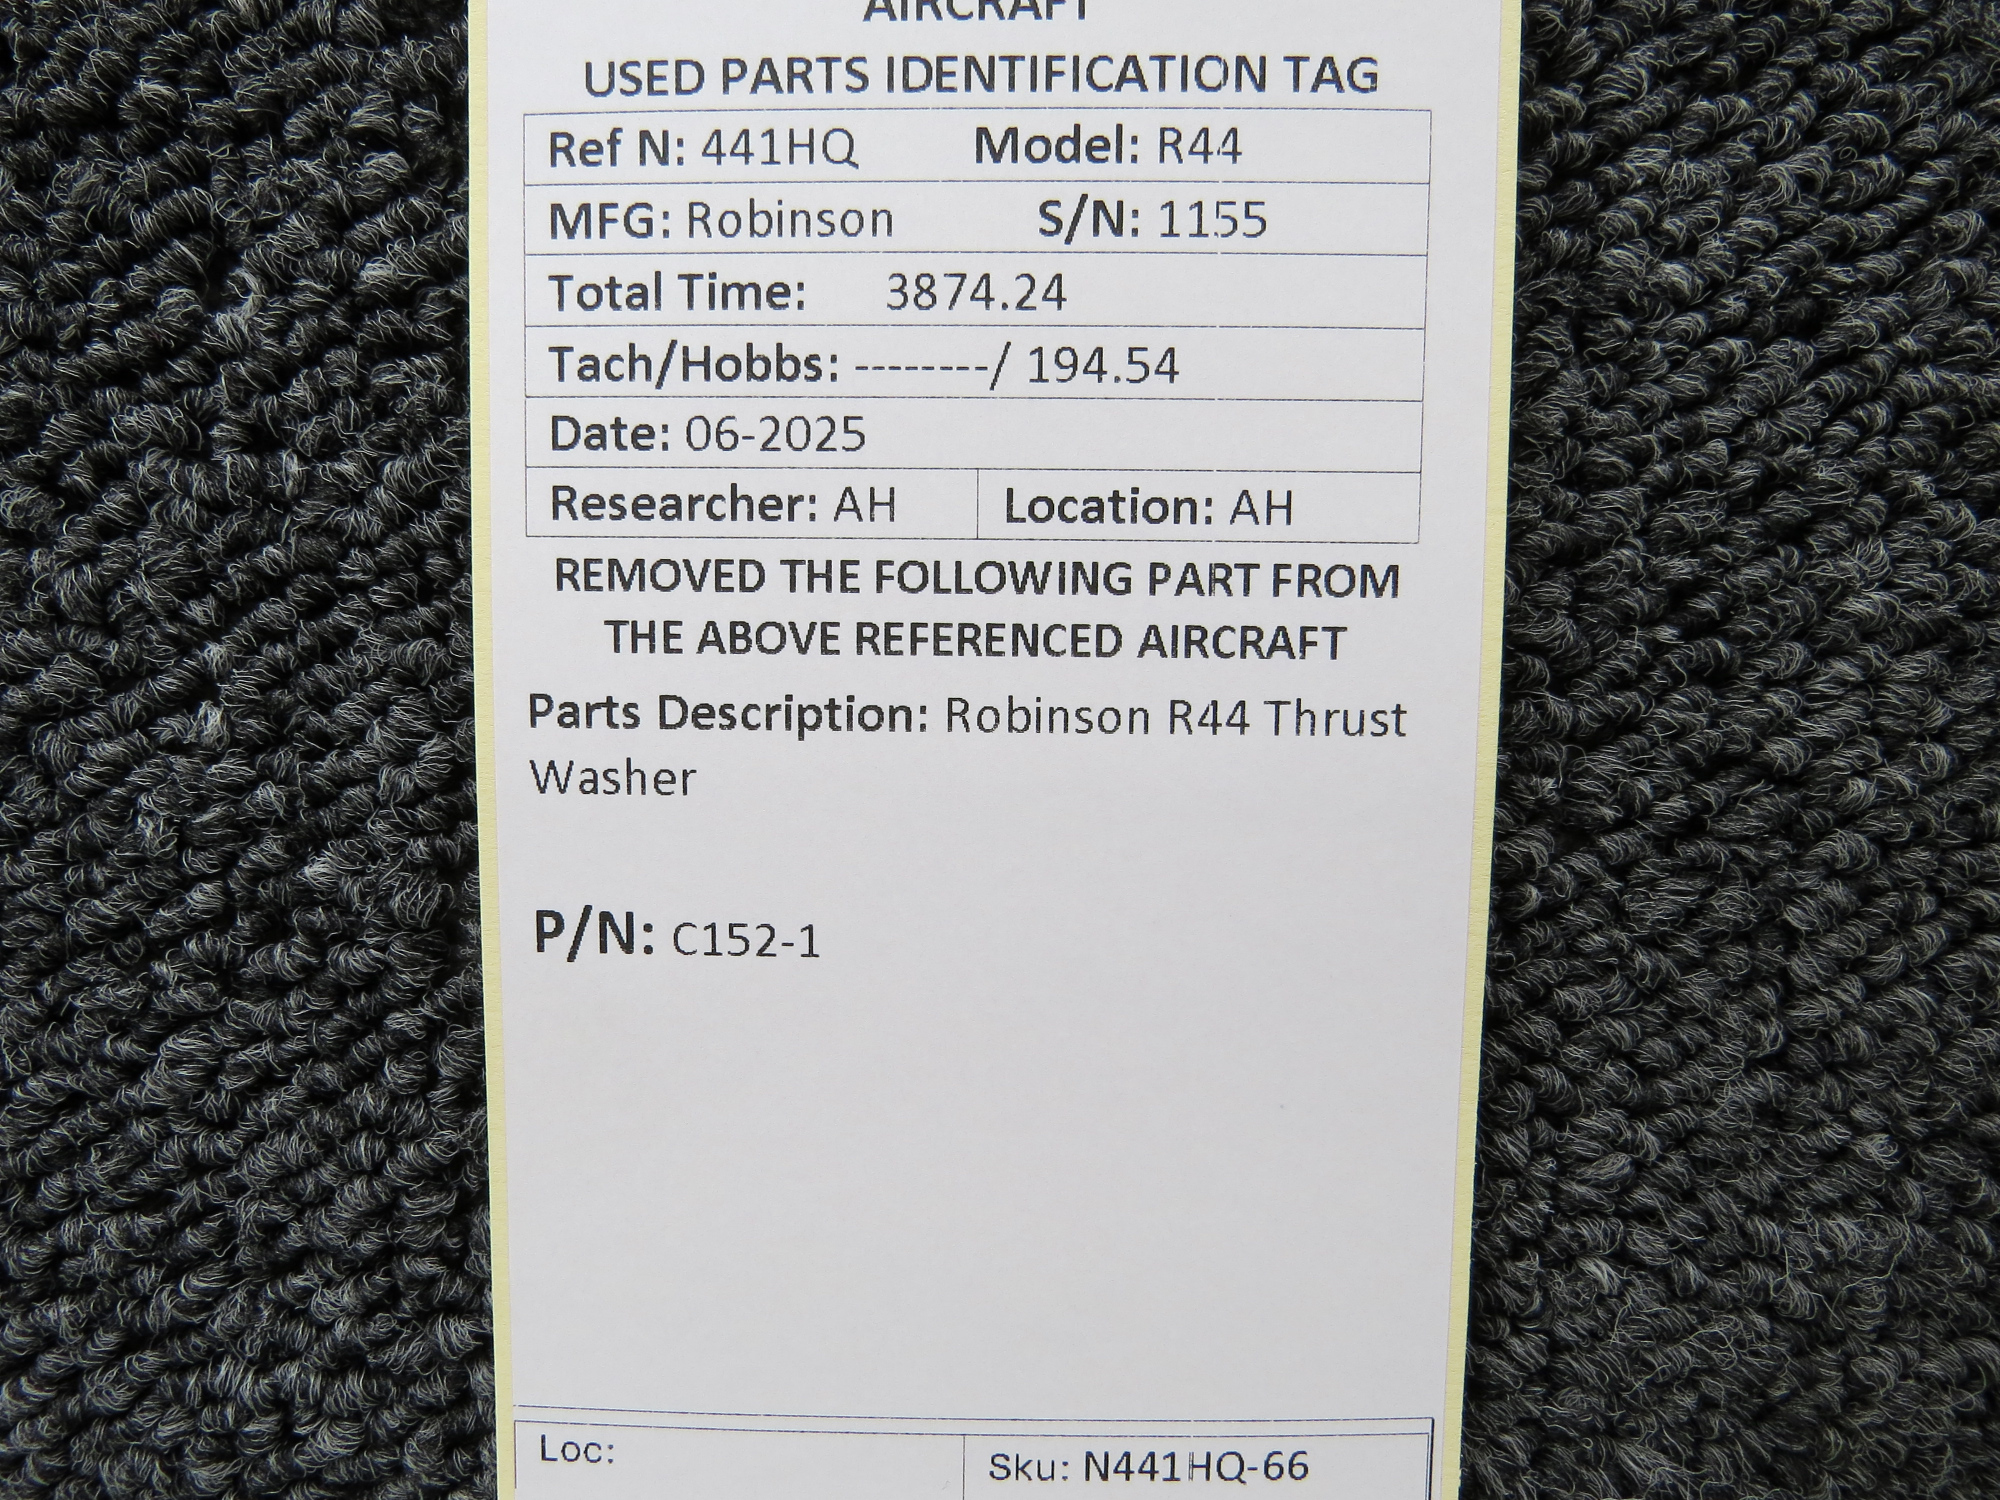 AIRCRAFT
USED PARTS IDENTIFICATION TAG
Ref N: 441HQ Model: R44
MFG: Robinson S/N: 1155
Total Time: 3874.24
Tach/Hobbs: --------/ 194.54
Date: 06-2025
Researcher: AH Location: AH
REMOVED THE FOLLOWING PART FROM
THE ABOVE REFERENCED AIRCRAFT
Parts Description: Robinson R44 Thrust
Washer
P/N: C152-1
Loc: Sku: N441HQ-66